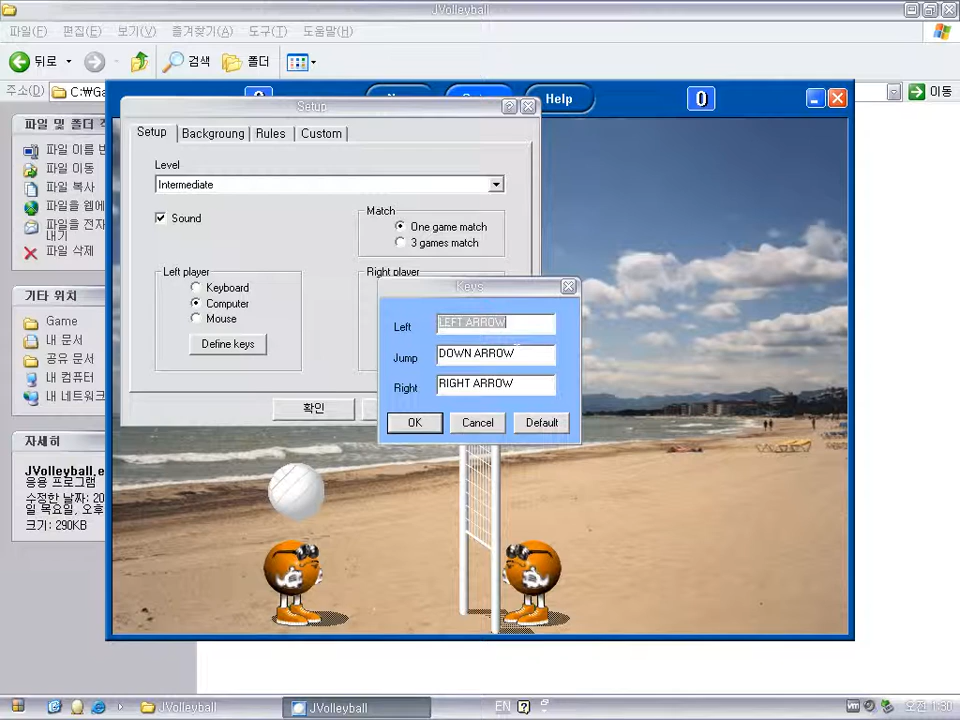 JVolleyball
파일(F) 편집(E) 보기(V) 즐겨찾기(A) 도구(T) 도움말(H)
뒤로 검색 폴더
주소(D) C:\Ga 이동
0 Help 0
파일 및 폴더
파일 이름
파일 이동
파일 복사
파일을 웹에
파일을 전자
내기
파일 삭제
기타 위치
Game
내 문서
공유 문서
내 컴퓨터
내 네트워크
자세히
JVolleyball.e
응용 프로그램
수정한 날짜: 20
일 목요일, 오후
크기: 290KB
Setup
Setup Backgroung Rules Custom
Level
Intermediate
Sound
Match
One game match
3 games match
Left player
Keyboard
Computer
Mouse
Define keys
Right player
확인
Keys
Left LEFT ARROW
Jump DOWN ARROW
Right RIGHT ARROW
OK Cancel Default
JVolleyball JVolleyball EN 오전 1:30